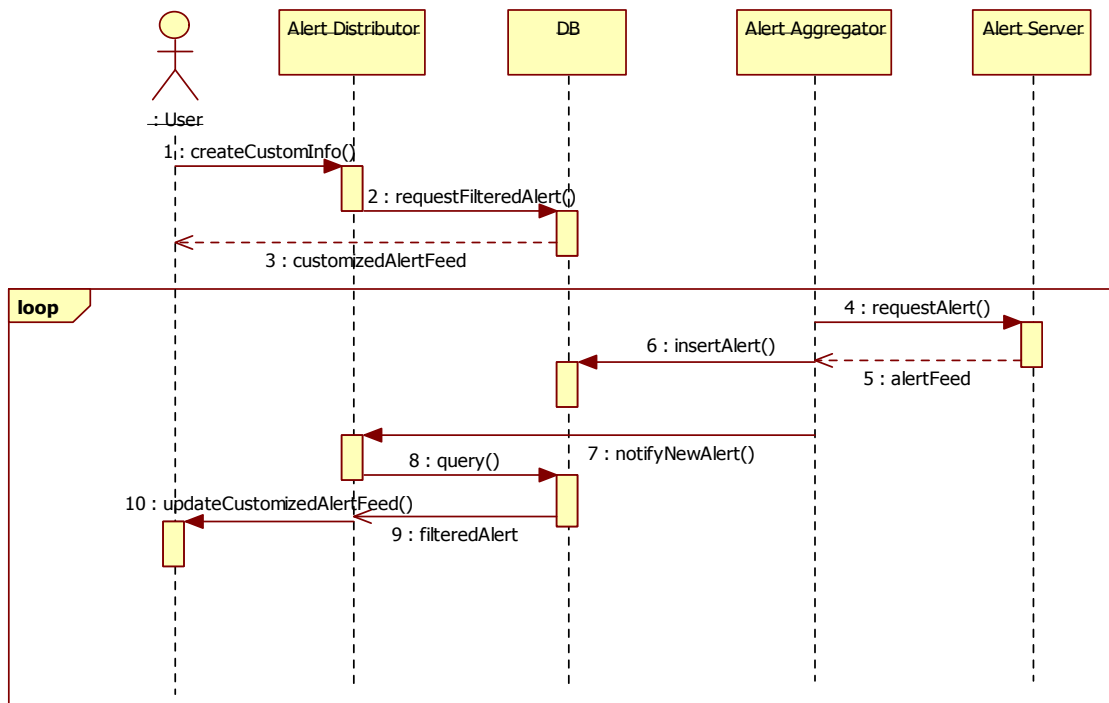 Alert Distributor
DB
Alert Aggregator
Alert Server
: User
1 : createCustomInfo()
2 : requestFilteredAlert()
3 : customizedAlertFeed
loop
4 : requestAlert()
6 : insertAlert()
5 : alertFeed
7 : notifyNewAlert()
8 : query()
10 : updateCustomizedAlertFeed()
9 : filteredAlert